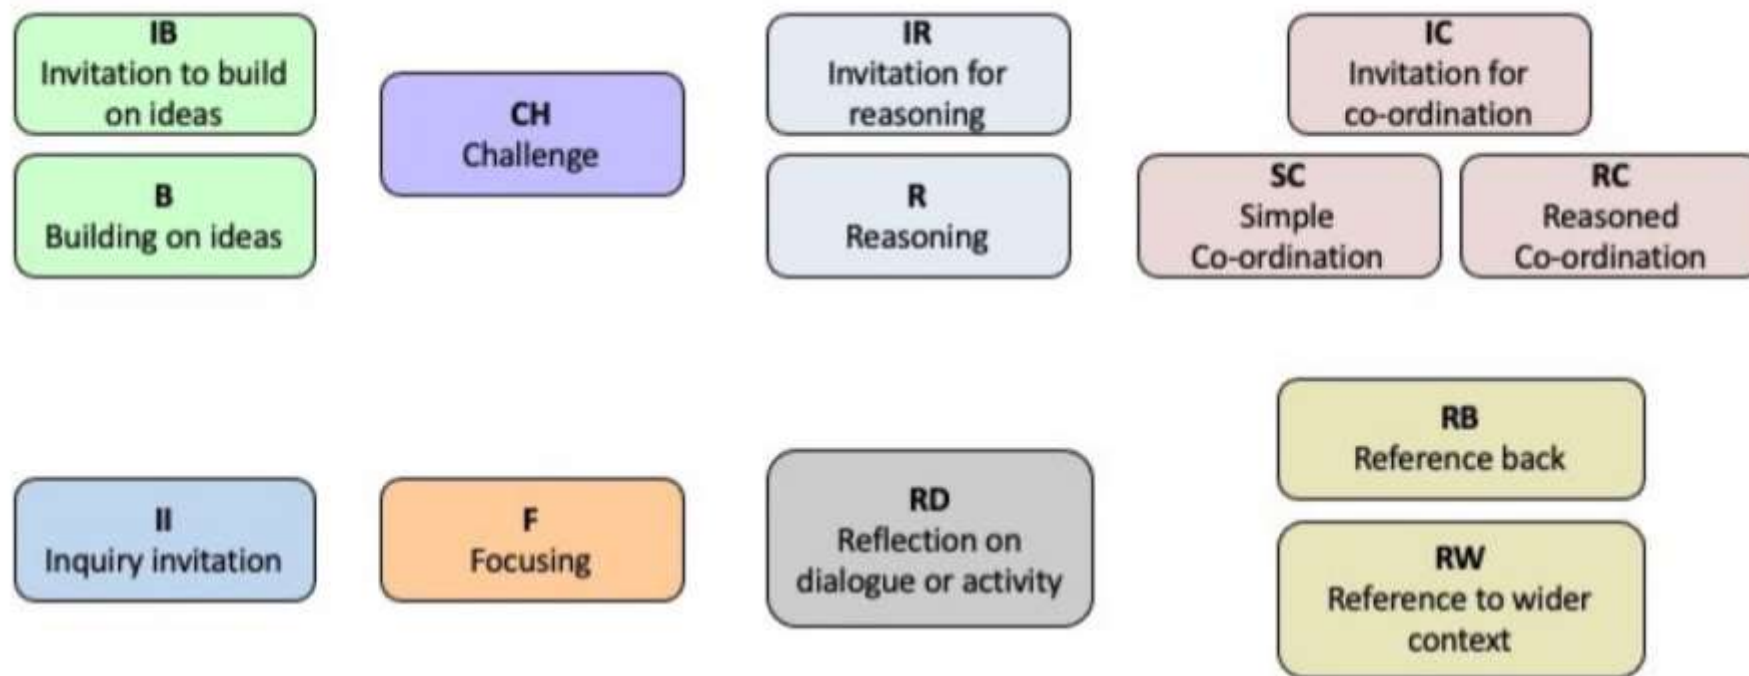 IB
Invitation to build
on ideas
B
Building on ideas
CH
Challenge
IR
Invitation for
reasoning
R
Reasoning
IC
Invitation for
co-ordination
SC
Simple
Co-ordination
RC
Reasoned
Co-ordination
II
Inquiry invitation
F
Focusing
RD
Reflection on
dialogue or activity
RB
Reference back
RW
Reference to wider
context